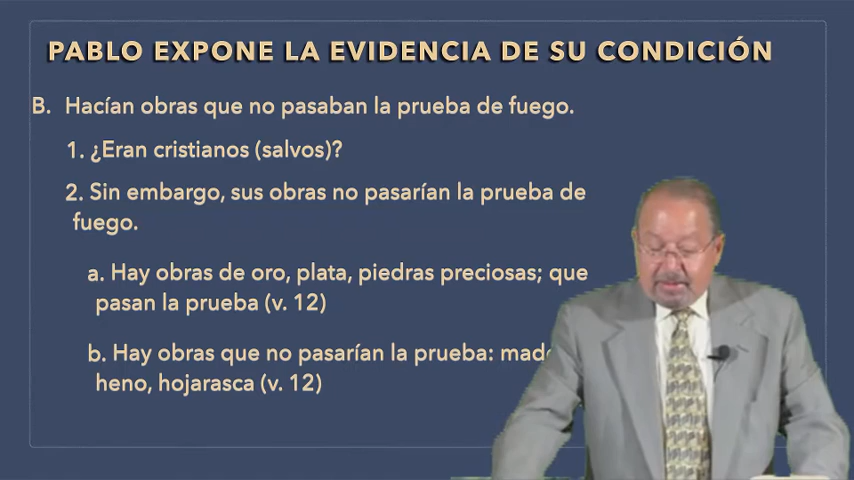 PABLO EXPONE LA EVIDENCIA DE SU CONDICIÓN
B. Hacían obras que no pasaban la prueba de fuego.
1. ¿Eran cristianos (salvos)?
2. Sin embargo, sus obras no pasarían la prueba de
fuego.
a. Hay obras de oro, plata, piedras preciosas; que
pasan la prueba (v. 12)
b. Hay obras que no pasarían la prueba:
heno, hojarasca (v. 12)